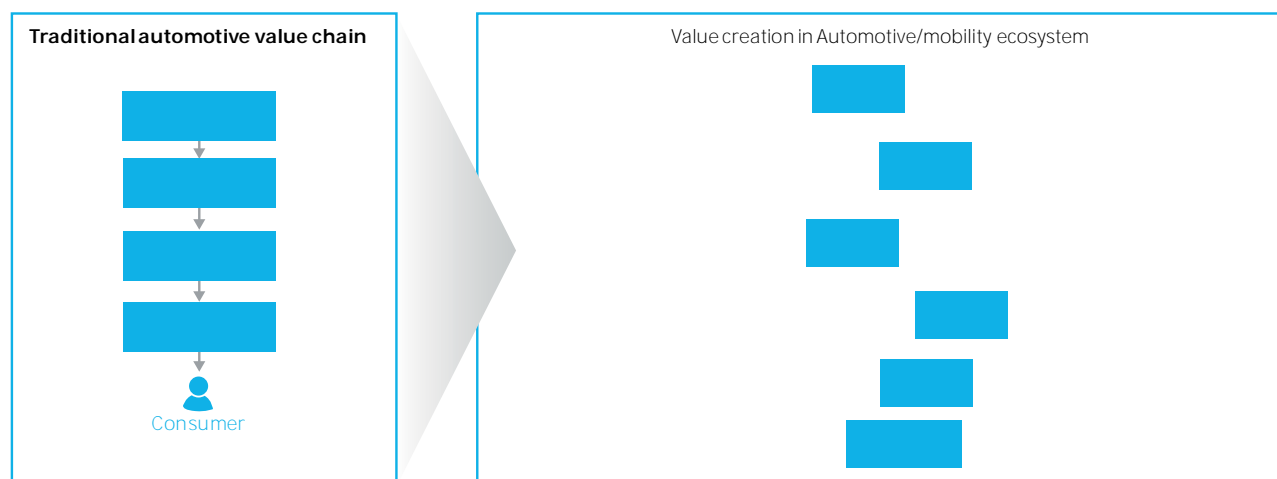 Traditional automotive value chain
Value creation in Automotive/mobility ecosystem
Consumer